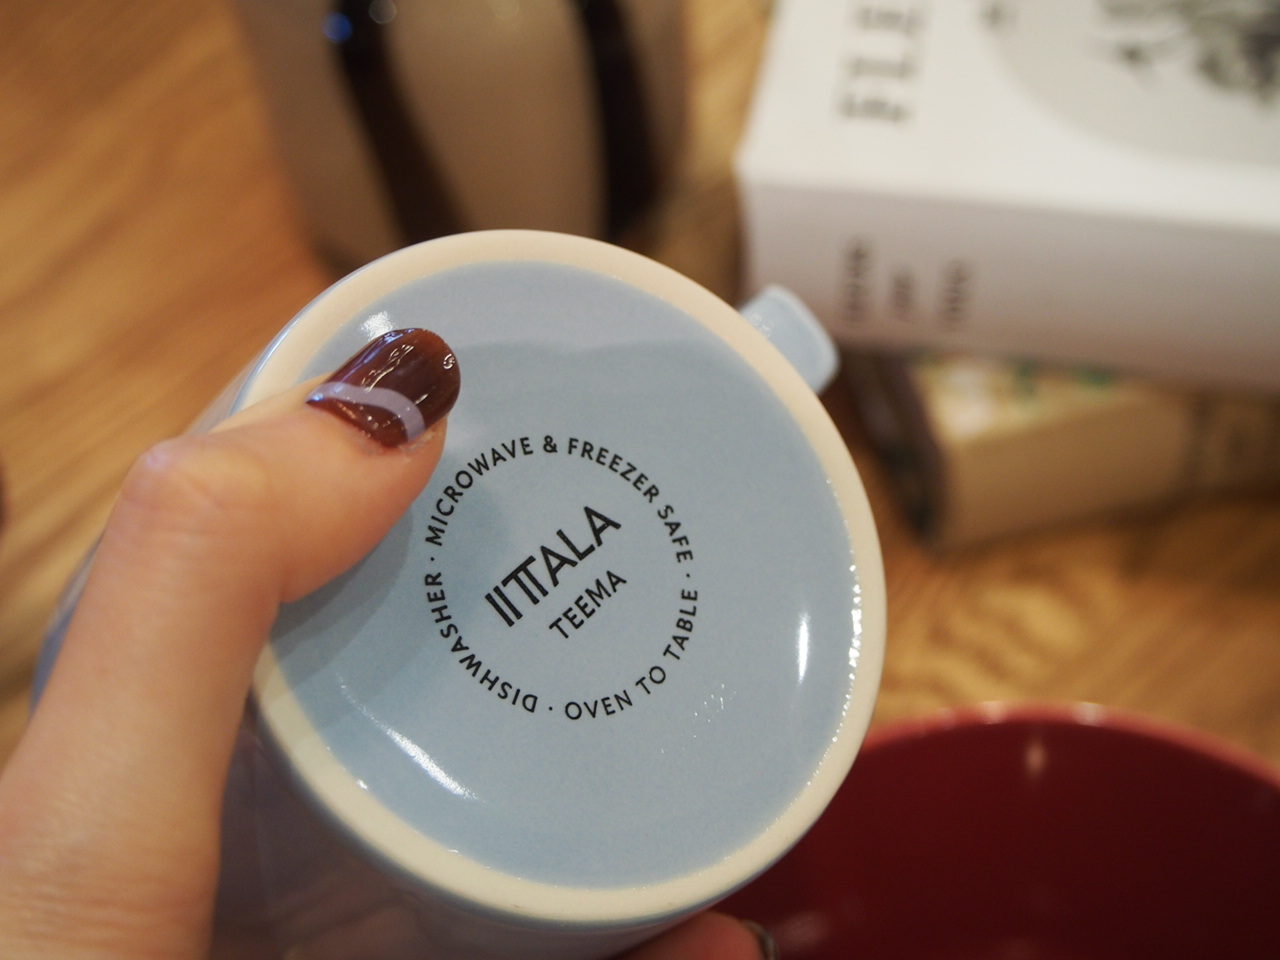 MICROWAVE & FREEZER SAFE · OVEN TO TABLE · DISHWASHER ·
IITTALA
TEEMA